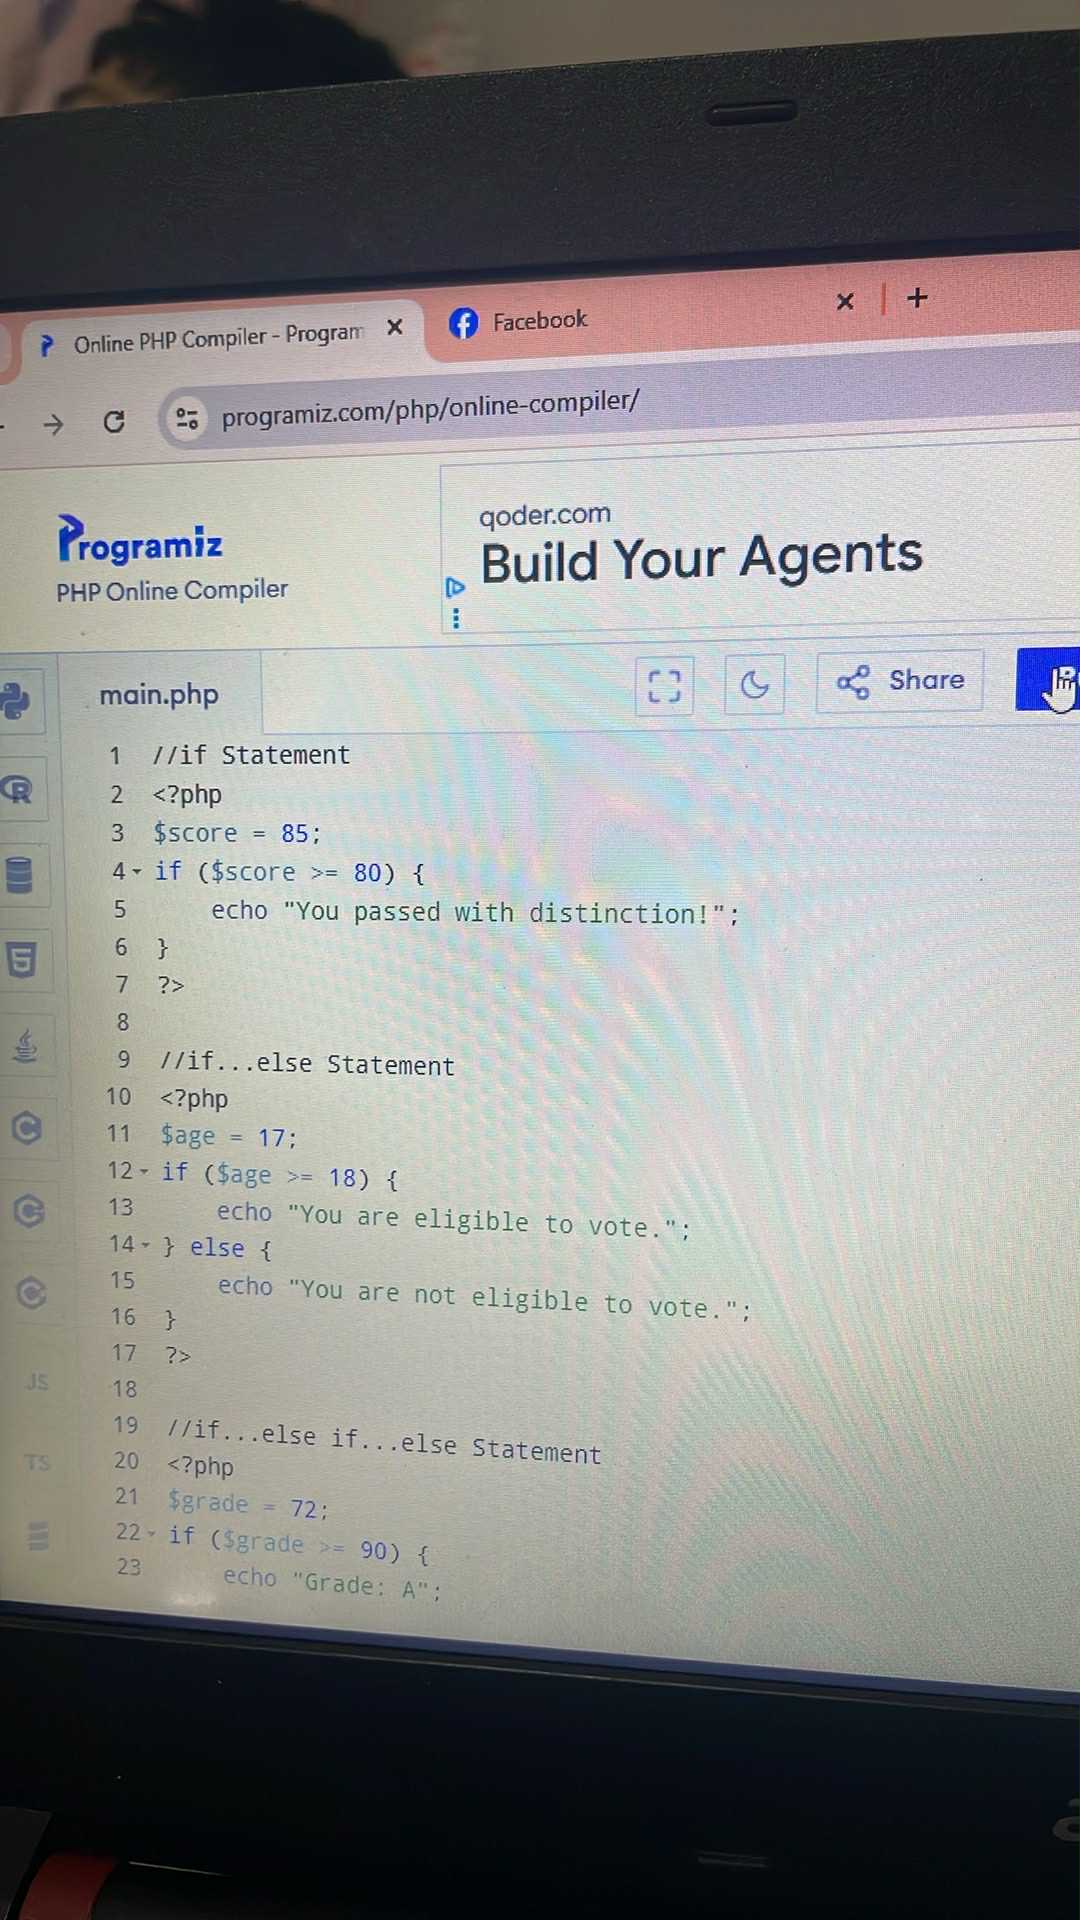 Online PHP Compiler - Program
Facebook
programiz.com/php/online-compiler/
Programiz
PHP Online Compiler
qoder.com
Build Your Agents
main.php
Share
1 //if Statement
2 <?php
3 $score = 85;
4 if ($score >= 80) {
5 echo "You passed with distinction!";
6 }
7 ?>
8
9 //if...else Statement
10 <?php
11 $age = 17;
12 if ($age >= 18) {
13 echo "You are eligible to vote.";
14 } else {
15 echo "You are not eligible to vote.";
16 }
17 ?>
18
19 //if...else if...else Statement
20 <?php
21 $grade = 72;
22 if ($grade >= 90) {
23 echo "Grade: A";
JS
TS